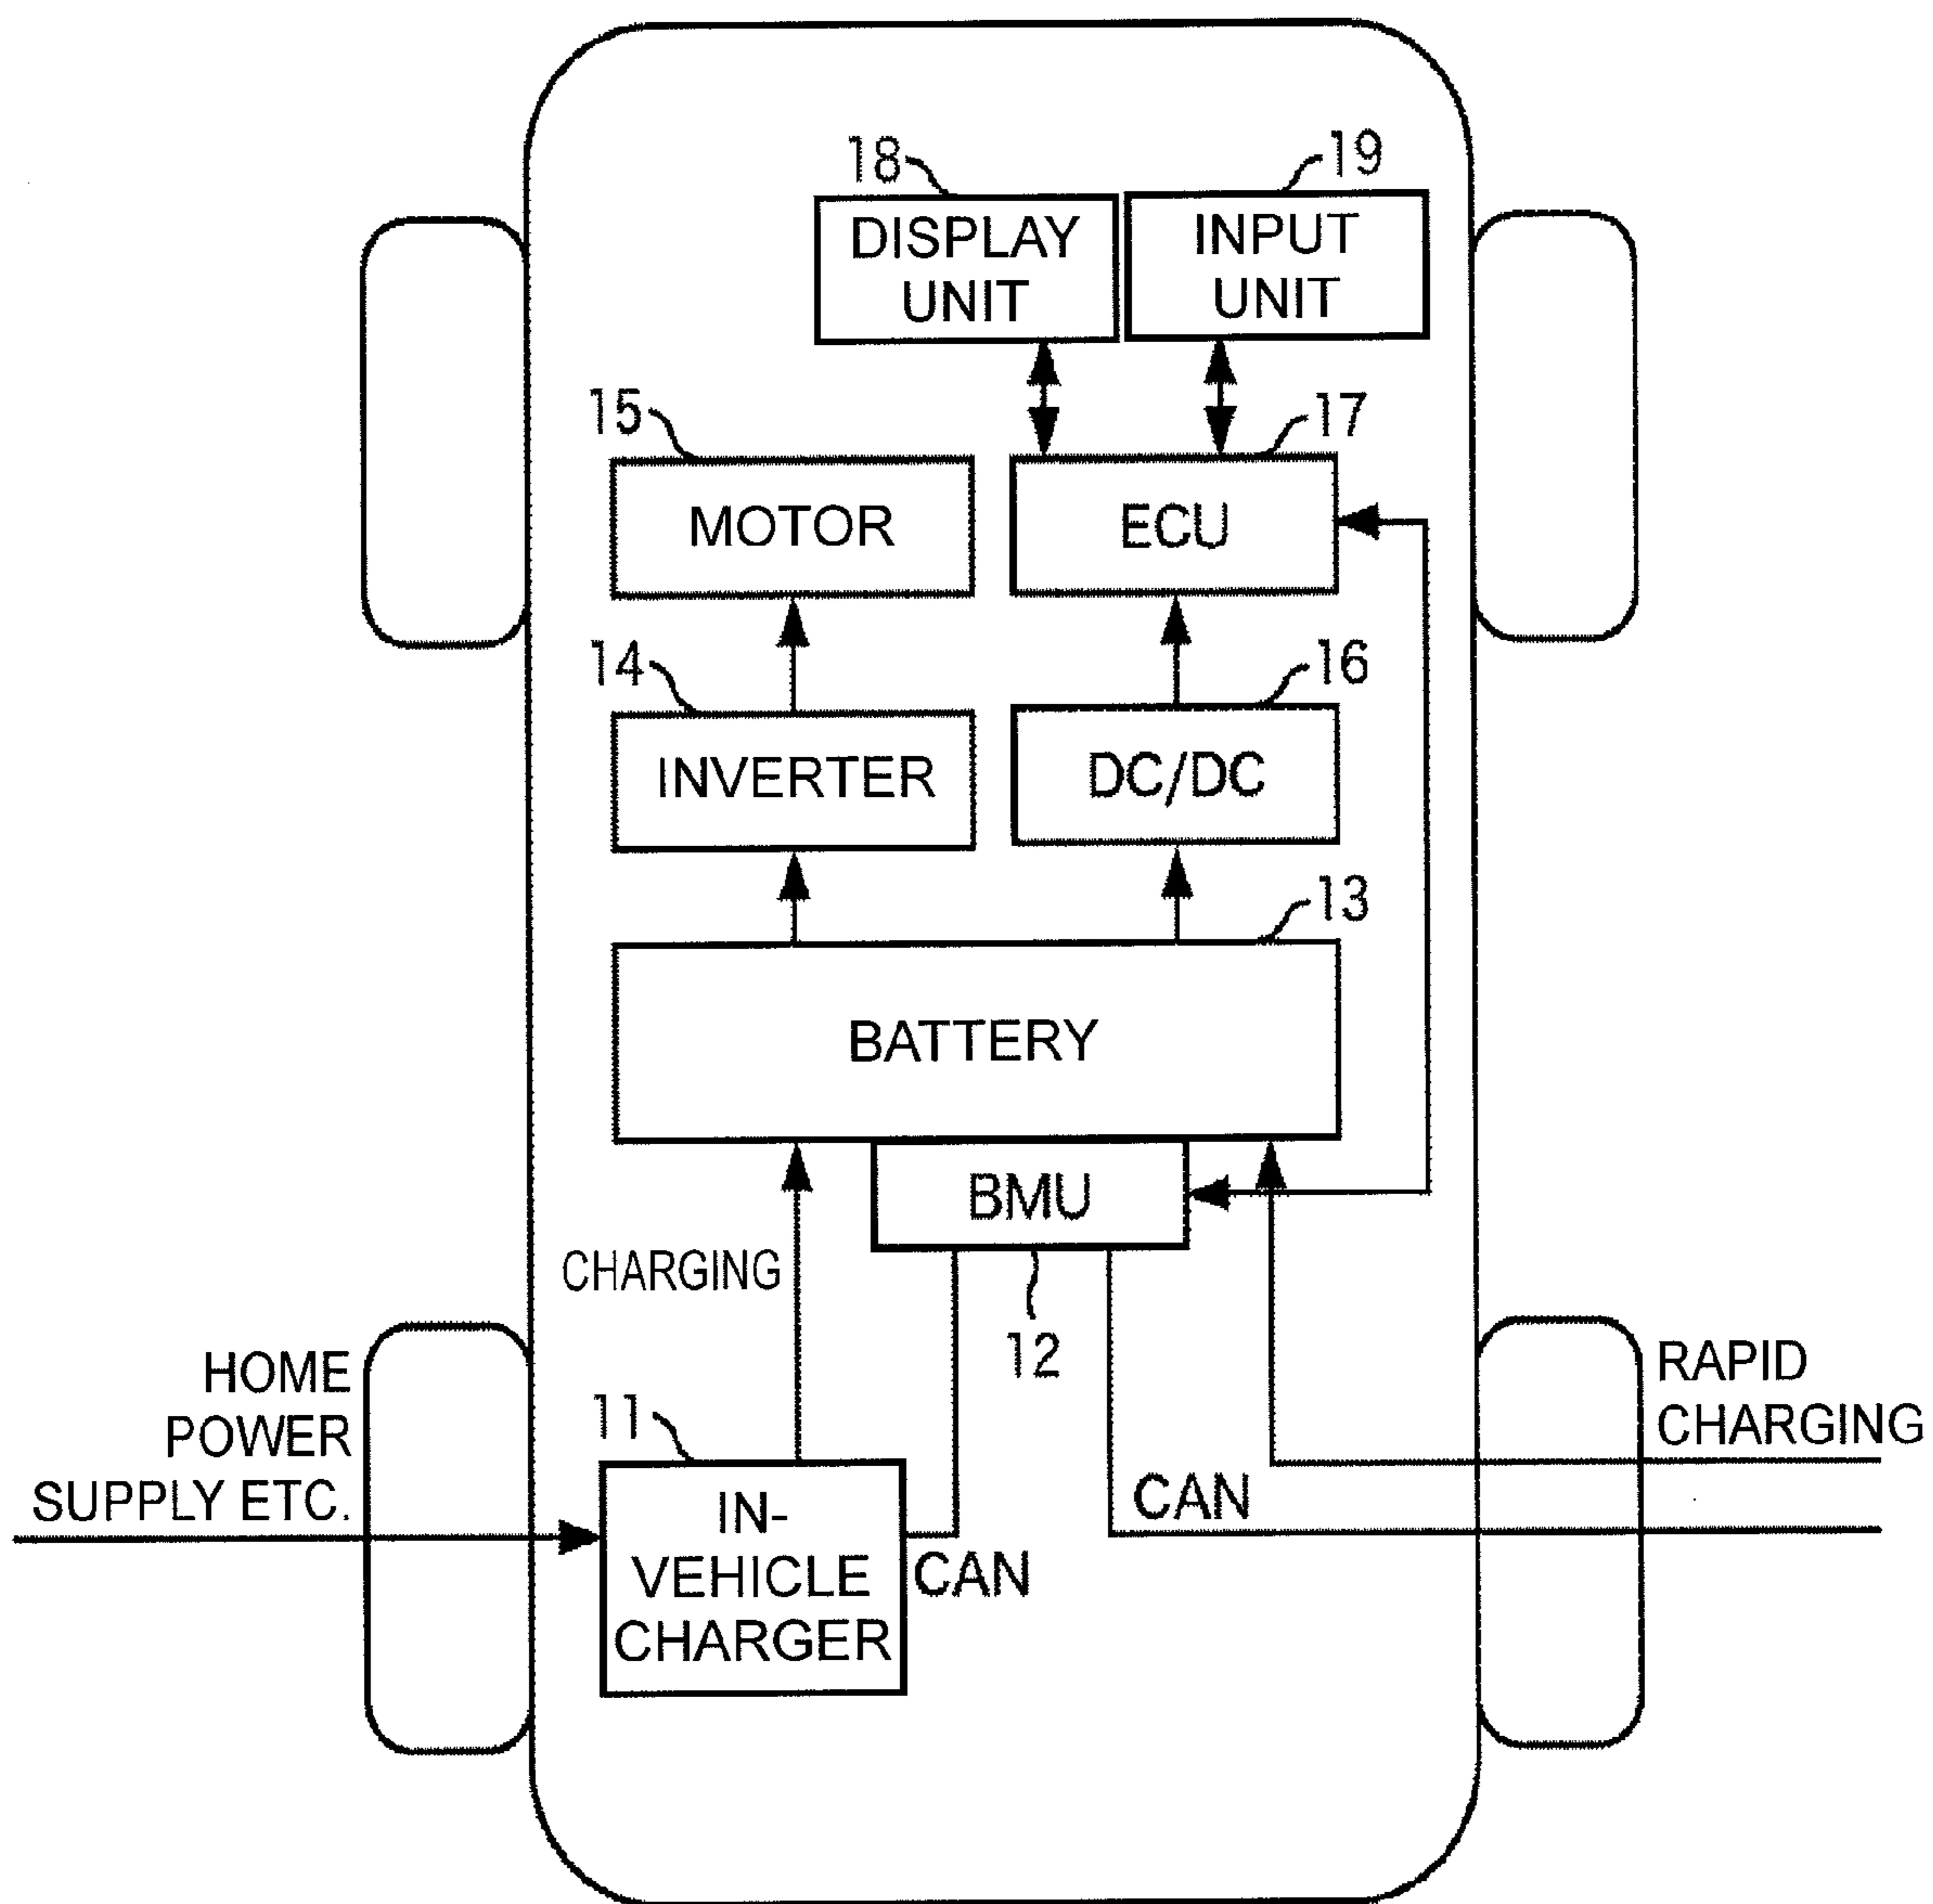 18
19
DISPLAY
UNIT
INPUT
UNIT
15
17
MOTOR
ECU
14
16
INVERTER
DC/DC
13
BATTERY
BMU
CHARGING
12
HOME
POWER
SUPPLY ETC.
RAPID
CHARGING
11
IN-
VEHICLE
CHARGER
CAN
CAN